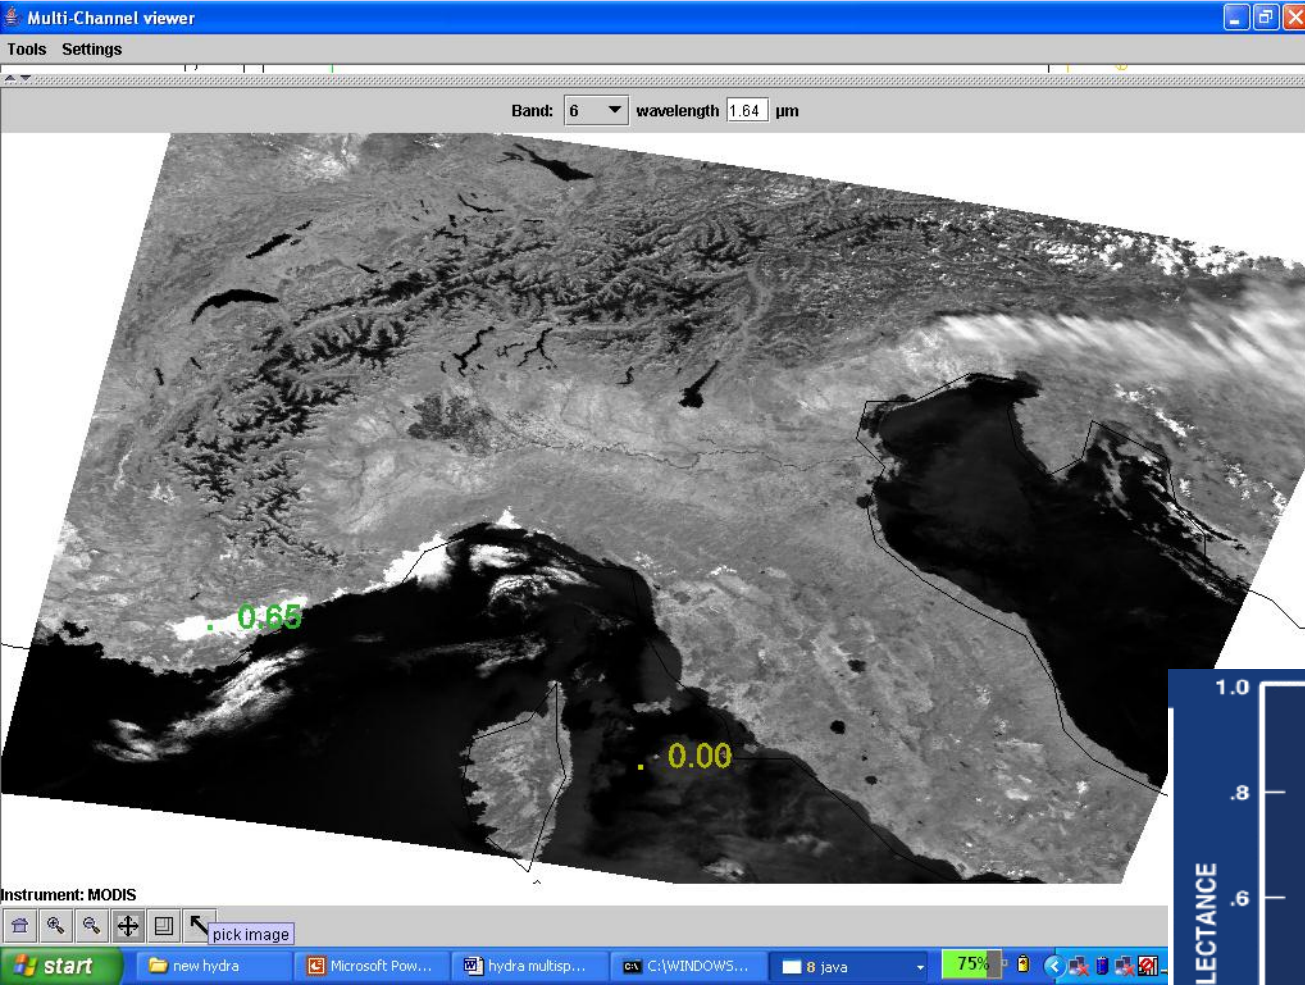 Multi-Channel viewer
Tools Settings
Band: 6 wavelength 1.64 µm
0.65
0.00
1.0
.8
.6
LECTANCE
Instrument: MODIS
pick image
start new hydra Microsoft Pow... hydra multisp... C:\WINDOWS... 8 java 75%